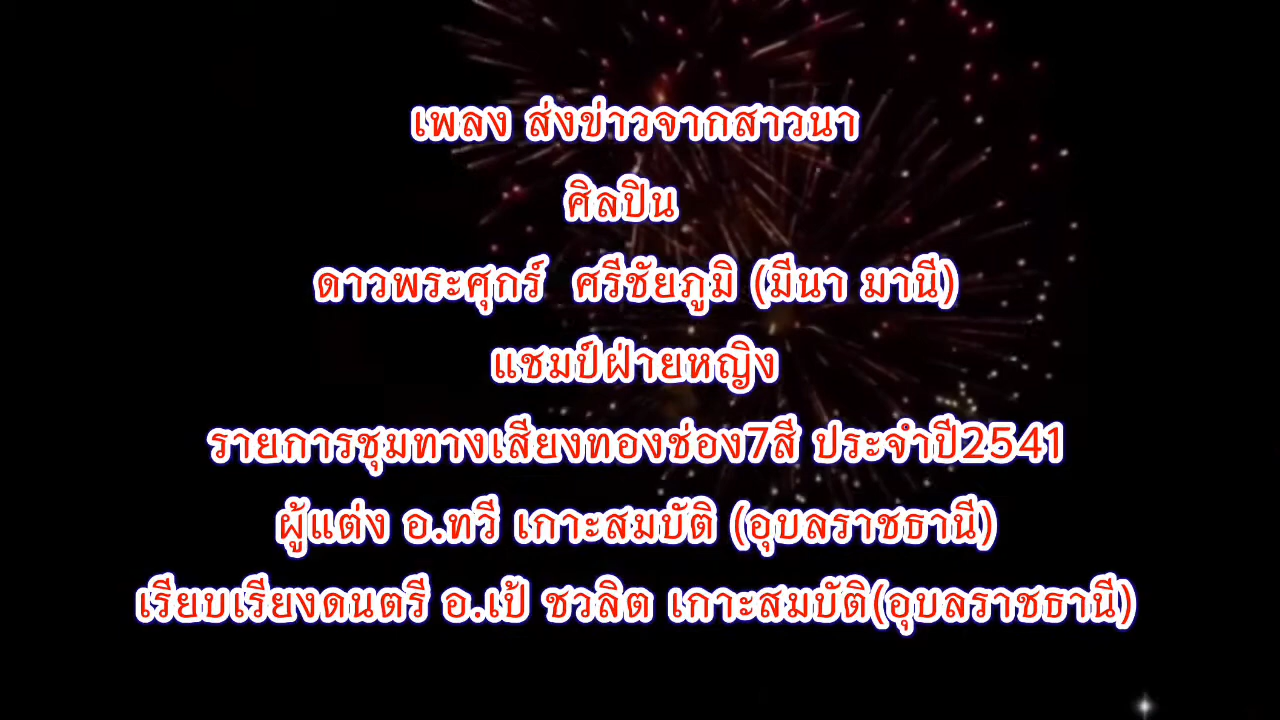 เพลง ส่งข่าวจากสาวนา
ศิลปิน
ดาวพระศุกร์ ศรีชัยภูมิ (มีนา มานี)
แชมป์ฝ่ายหญิง
รายการชุมทางเสียงทองช่อง7สี ประจำปี2541
ผู้แต่ง อ.ทวี เกาะสมบัติ (อุบลราชธานี)
เรียบเรียงดนตรี อ.เป้ ชวลิต เกาะสมบัติ(อุบลราชธานี)